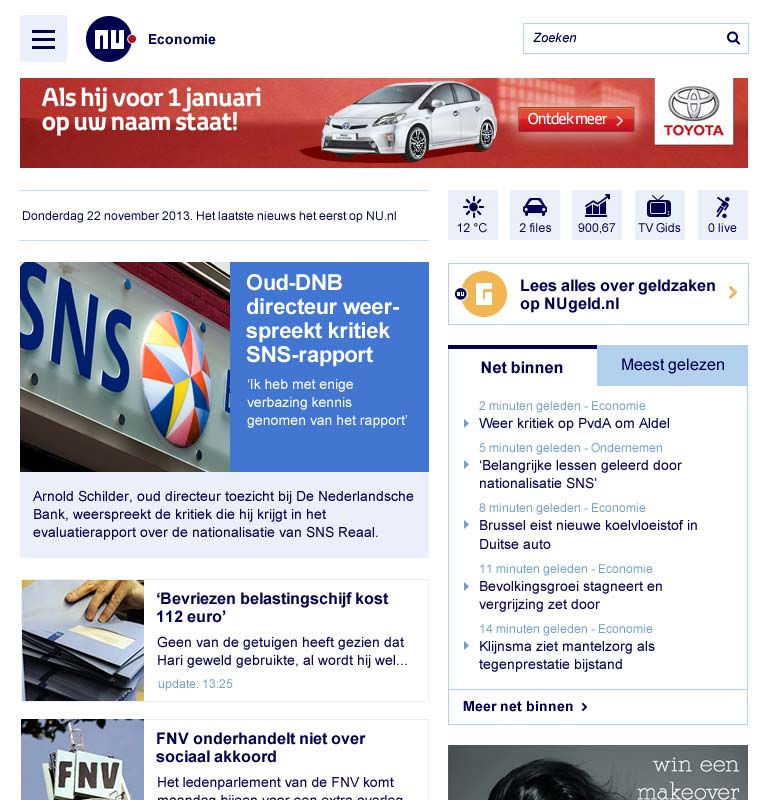 nu
Economie
Zoeken
Als hij voor 1 januari
op uw naam staat!
Ontdek meer
TOYOTA
Donderdag 22 november 2013. Het laatste nieuws het eerst op NU.nl
12 °C
2 files
900,67
TV Gids
0 live
SNS
Oud-DNB
directeur weer-
spreekt kritiek
SNS-rapport
‘Ik heb met enige
verbazing kennis
genomen van het rapport’
Arnold Schilder, oud directeur toezicht bij De Nederlandsche
Bank, weerspreekt de kritiek die hij krijgt in het
evaluatierapport over de nationalisatie van SNS Reaal.
‘Bevriezen belastingschijf kost
112 euro’
Geen van de getuigen heeft gezien dat
Hari geweld gebruikte, al wordt hij wel...
update: 13:25
FNV
FNV onderhandelt niet over
sociaal akkoord
Het ledenparlement van de FNV komt
maandag bijeen voor een extra overleg
nu G
Lees alles over geldzaken
op NUgeld.nl
Net binnen
Meest gelezen
2 minuten geleden - Economie
Weer kritiek op PvdA om Aldel
5 minuten geleden - Ondernemen
‘Belangrijke lessen geleerd door
nationalisatie SNS’
8 minuten geleden - Economie
Brussel eist nieuwe koelvloeistof in
Duitse auto
11 minuten geleden - Economie
Bevolkingsgroei stagneert en
vergrijzing zet door
14 minuten geleden - Economie
Klijnsma ziet mantelzorg als
tegenprestatie bijstand
Meer net binnen
win een
makeover